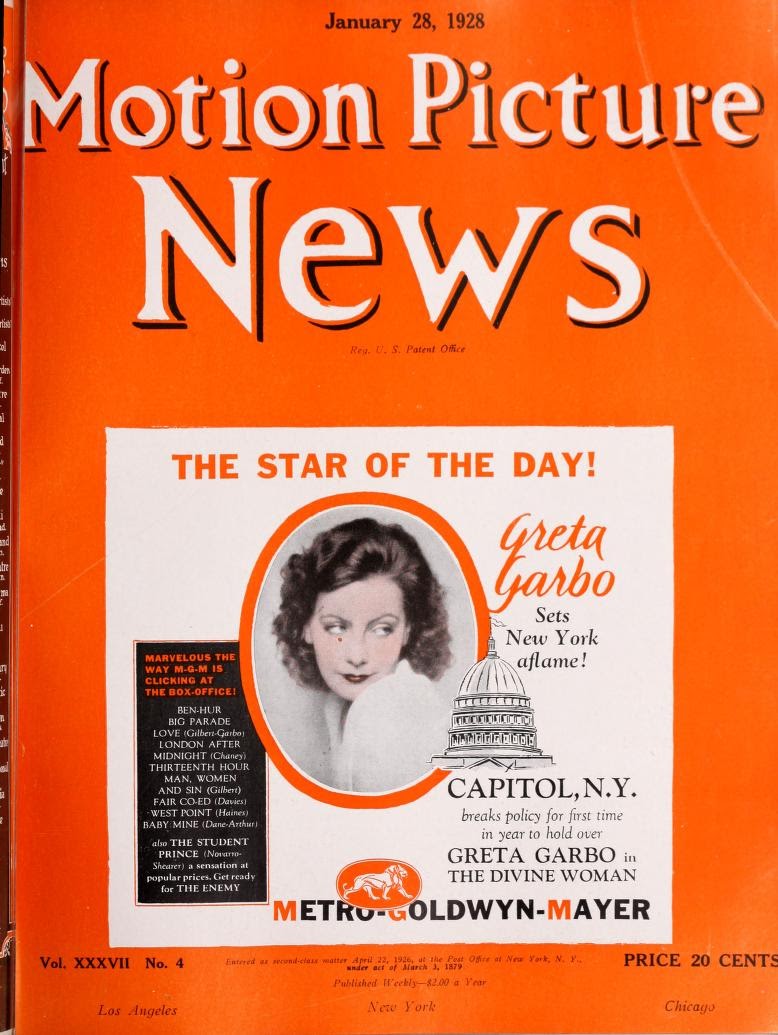 January 28, 1928
Motion Picture
News
Reg. U. S. Patent Office
THE STAR OF THE DAY!
Greta
Garbo
Sets
New York
aflame!
MARVELOUS THE
WAY M-G-M IS
CLICKING AT
THE BOX-OFFICE!
BEN-HUR
BIG PARADE
LOVE (Gilbert-Garbo)
LONDON AFTER
MIDNIGHT (Chaney)
THIRTEENTH HOUR
MAN, WOMEN
AND SIN (Gilbert)
FAIR CO-ED (Davies)
WEST POINT (Haines)
BABY MINE (Dane-Arthur)
also THE STUDENT
PRINCE (Novarro-
Shearer) a sensation at
popular prices. Get ready
for THE ENEMY
CAPITOL, N.Y.
breaks policy for first time
in year to hold over
GRETA GARBO in
THE DIVINE WOMAN
METRO-GOLDWYN-MAYER
Vol. XXXVII No. 4
Entered as second-class matter April 22, 1926, at the Post Office at New York, N. Y.,
under act of March 3, 1879
PRICE 20 CENTS
Published Weekly—$2.00 a Year
Los Angeles
New York
Chicago